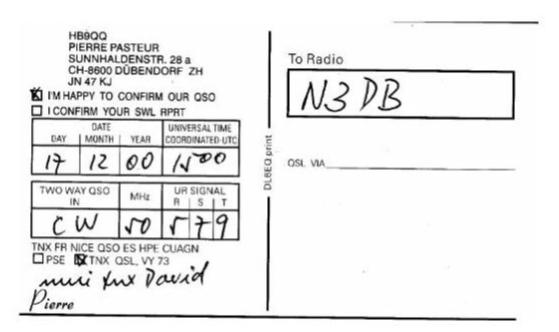 HB9QQ
PIERRE PASTEUR
SUNNHALDENSTR. 28 a
CH-8600 DÜBENDORF ZH
JN 47 KJ
I'M HAPPY TO CONFIRM OUR QSO
I CONFIRM YOUR SWL RPRT
DATE
DAY MONTH YEAR
UNIVERSAL TIME
COORDINATED-UTC
17 12 00 1500
TWO WAY QSO
IN
MHz
UR SIGNAL
R S T
CW 50 5 7 9
TNX FR NICE QSO ES HPE CUAGN
PSE TNX QSL, VY 73
tnx David
Pierre
DL8EQ print
To Radio
N3DB
QSL VIA